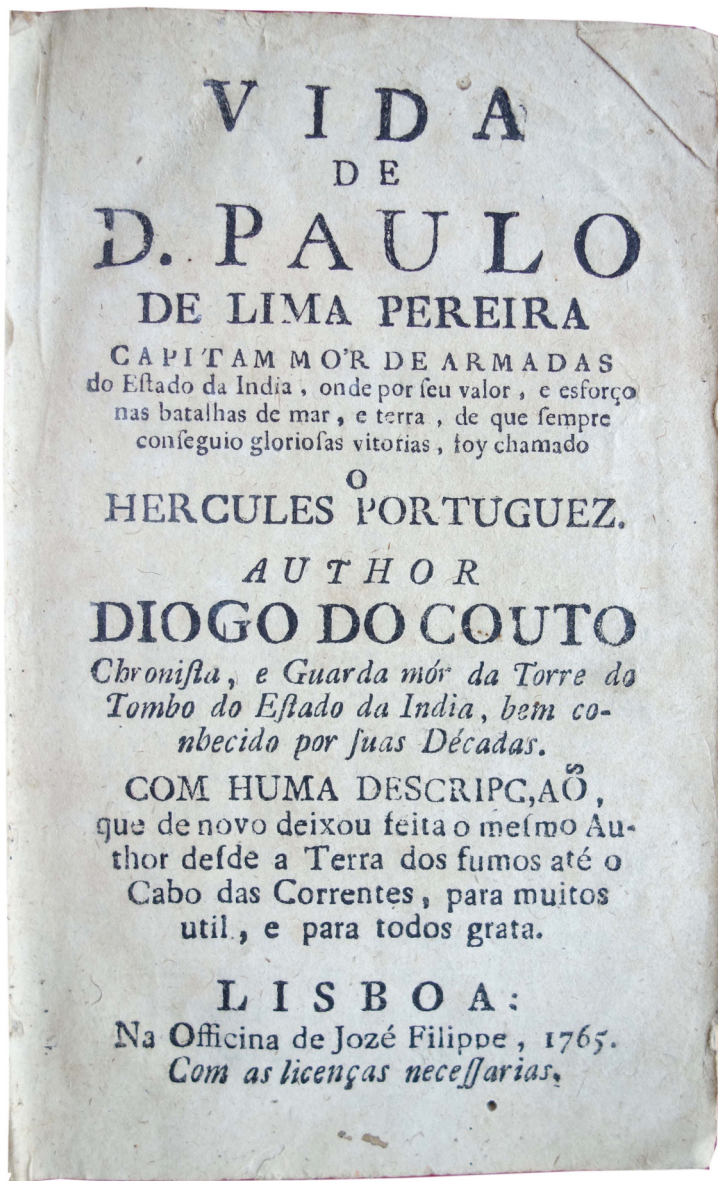 VIDA
DE
D. PAULO
DE LIMA PEREIRA
CAPITAM MO'R DE ARMADAS
do Eſtado da India, onde por ſeu valor, e esforço
nas batalhas de mar, e terra, de que ſempre
conſeguio glorioſas vitorias, foy chamado
O
HERCULES PORTUGUEZ.
AUTHOR
DIOGO DO COUTO
Chroniſta, e Guarda mór da Torre do
Tombo do Eſtado da India, bem co-
nhecido por ſuas Décadas.
COM HUMA DESCRIPC,AÕ,
que de novo deixou feita o meſmo Au-
thor deſde a Terra dos fumos até o
Cabo das Correntes, para muitos
util, e para todos grata.
LISBOA:
Na Officina de Jozé Filippe, 1765.
Com as licenças neceſſarias.